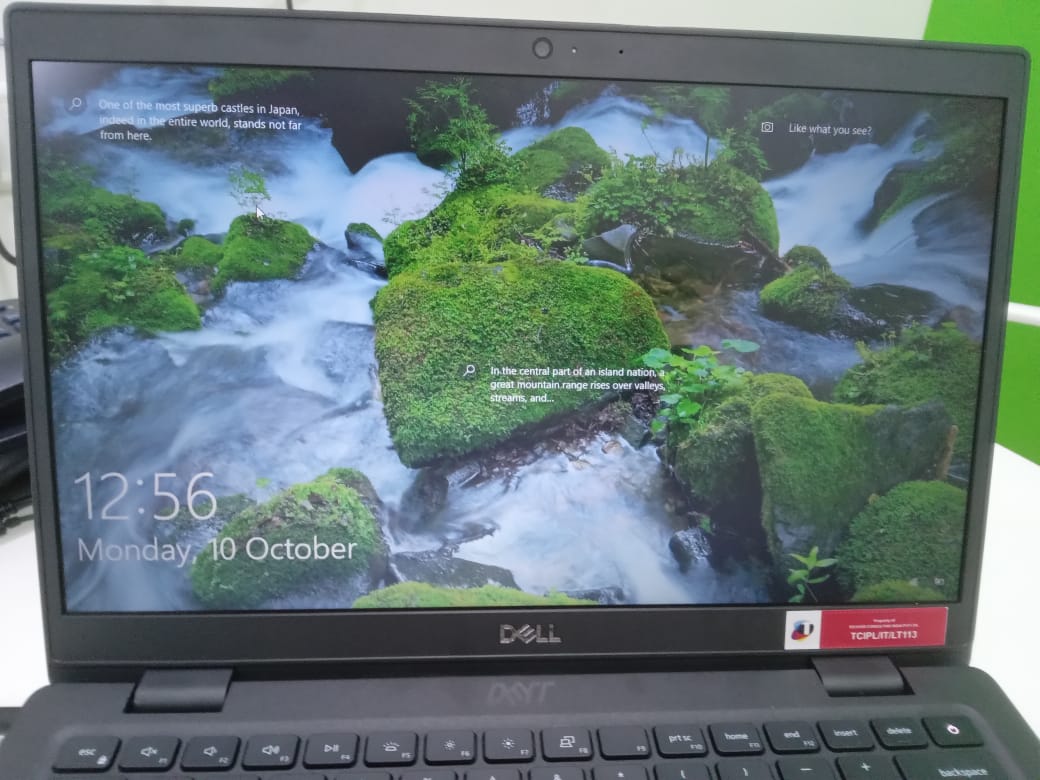 One of the most superb castles in Japan,
indeed in the entire world, stands not far
from here.
Like what you see?
In the central part of an island nation, a
great mountain range rises over valleys,
streams, and...
12:56
Monday, 10 October
DELL
Property of
TCIPL/IT/LT113
esc
F1
F2
F3
F5
F6
F7
F8
F9
prt sc
F10
home
F11
end
F12
insert
delete
backspace